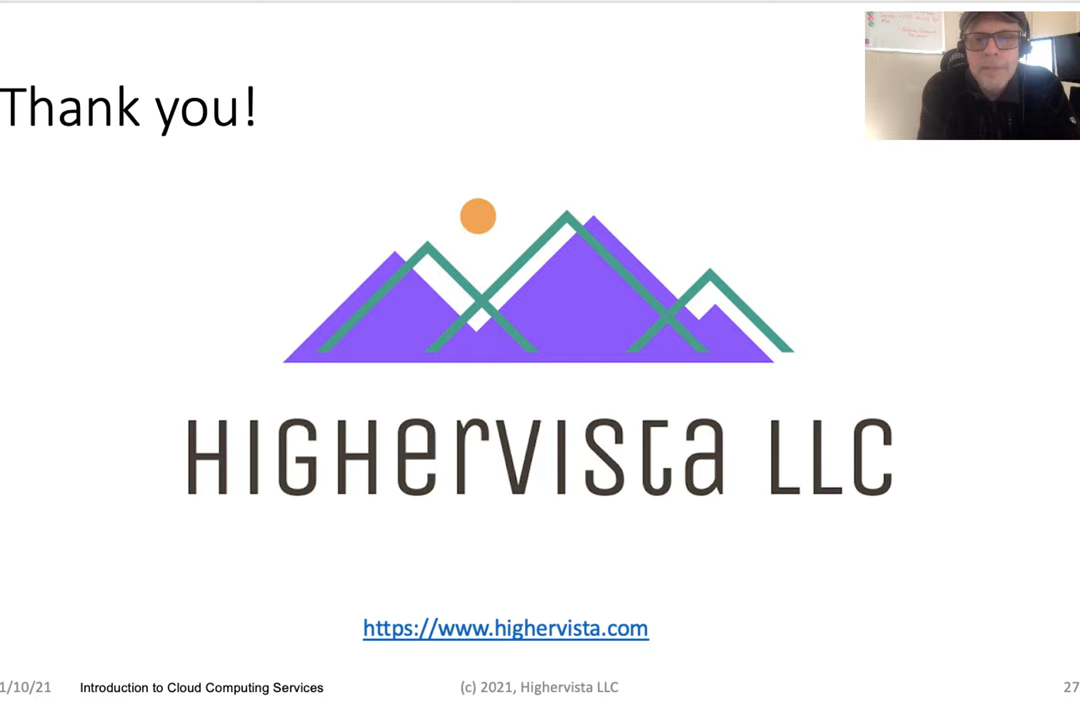 Thank you!
HIGHerVISta LLC
https://www.highervista.com
1/10/21 Introduction to Cloud Computing Services (c) 2021, Highervista LLC 27